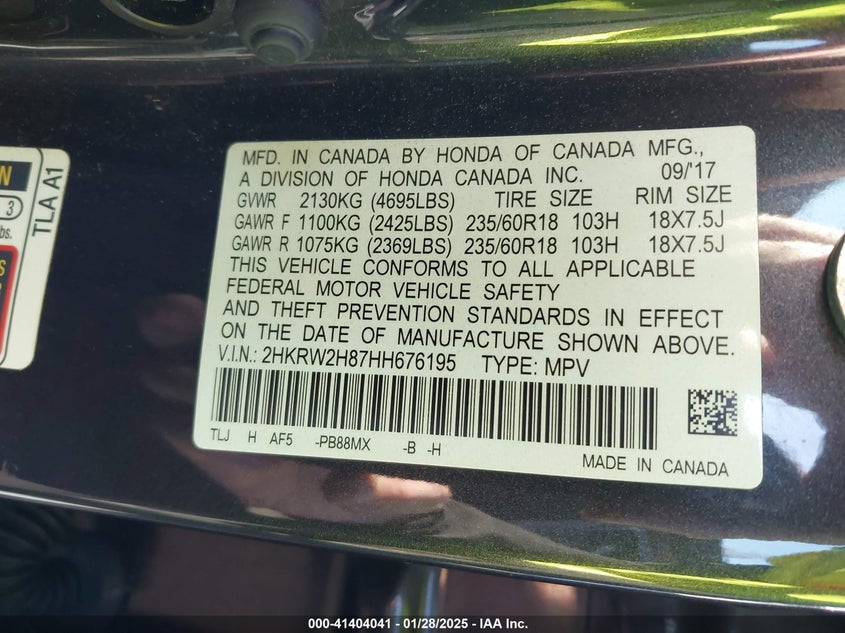 N
3
lbs.
S
TLA A1
MFD. IN CANADA BY HONDA OF CANADA MFG.,
A DIVISION OF HONDA CANADA INC. 09/'17
GVWR 2130KG (4695LBS) TIRE SIZE RIM SIZE
GAWR F 1100KG (2425LBS) 235/60R18 103H 18X7.5J
GAWR R 1075KG (2369LBS) 235/60R18 103H 18X7.5J
THIS VEHICLE CONFORMS TO ALL APPLICABLE
FEDERAL MOTOR VEHICLE SAFETY
AND THEFT PREVENTION STANDARDS IN EFFECT
ON THE DATE OF MANUFACTURE SHOWN ABOVE.
V.I.N.: 2HKRW2H87HH676195 TYPE: MPV
TLJ H AF5 -PB88MX -B -H
MADE IN CANADA
000-41404041 - 01/28/2025 - IAA Inc.